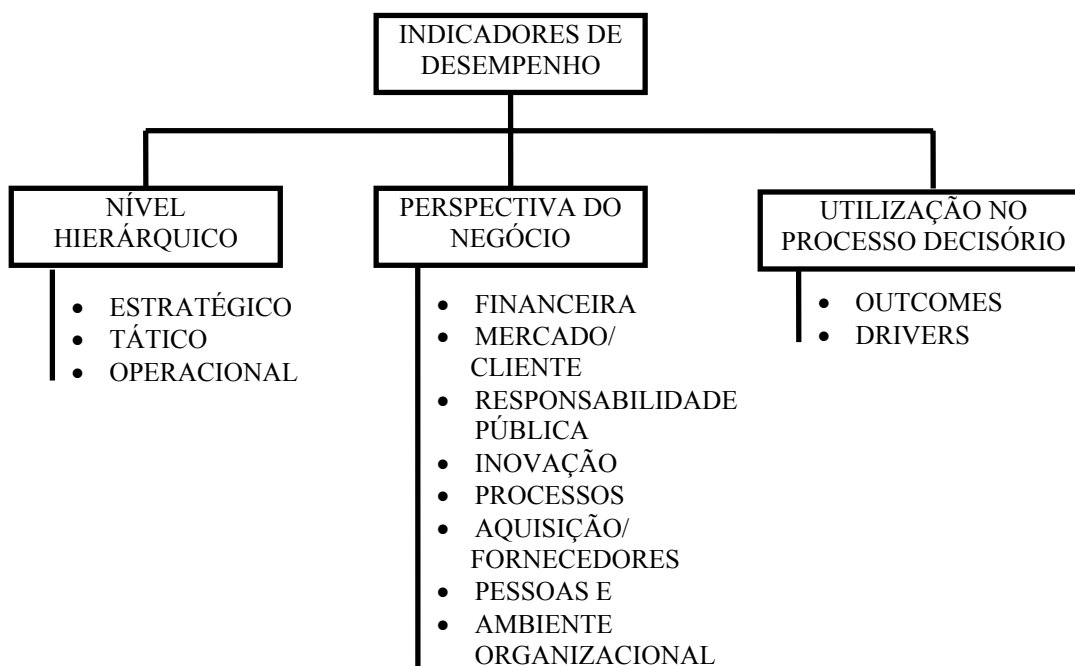 INDICADORES DE
DESEMPENHO
NÍVEL
HIERÁRQUICO
• ESTRATÉGICO
• TÁTICO
• OPERACIONAL
PERSPECTIVA DO
NEGÓCIO
• FINANCEIRA
• MERCADO/
CLIENTE
• RESPONSABILIDADE
PÚBLICA
• INOVAÇÃO
• PROCESSOS
• AQUISIÇÃO/
FORNECEDORES
• PESSOAS E
• AMBIENTE
ORGANIZACIONAL
UTILIZAÇÃO NO
PROCESSO DECISÓRIO
• OUTCOMES
• DRIVERS